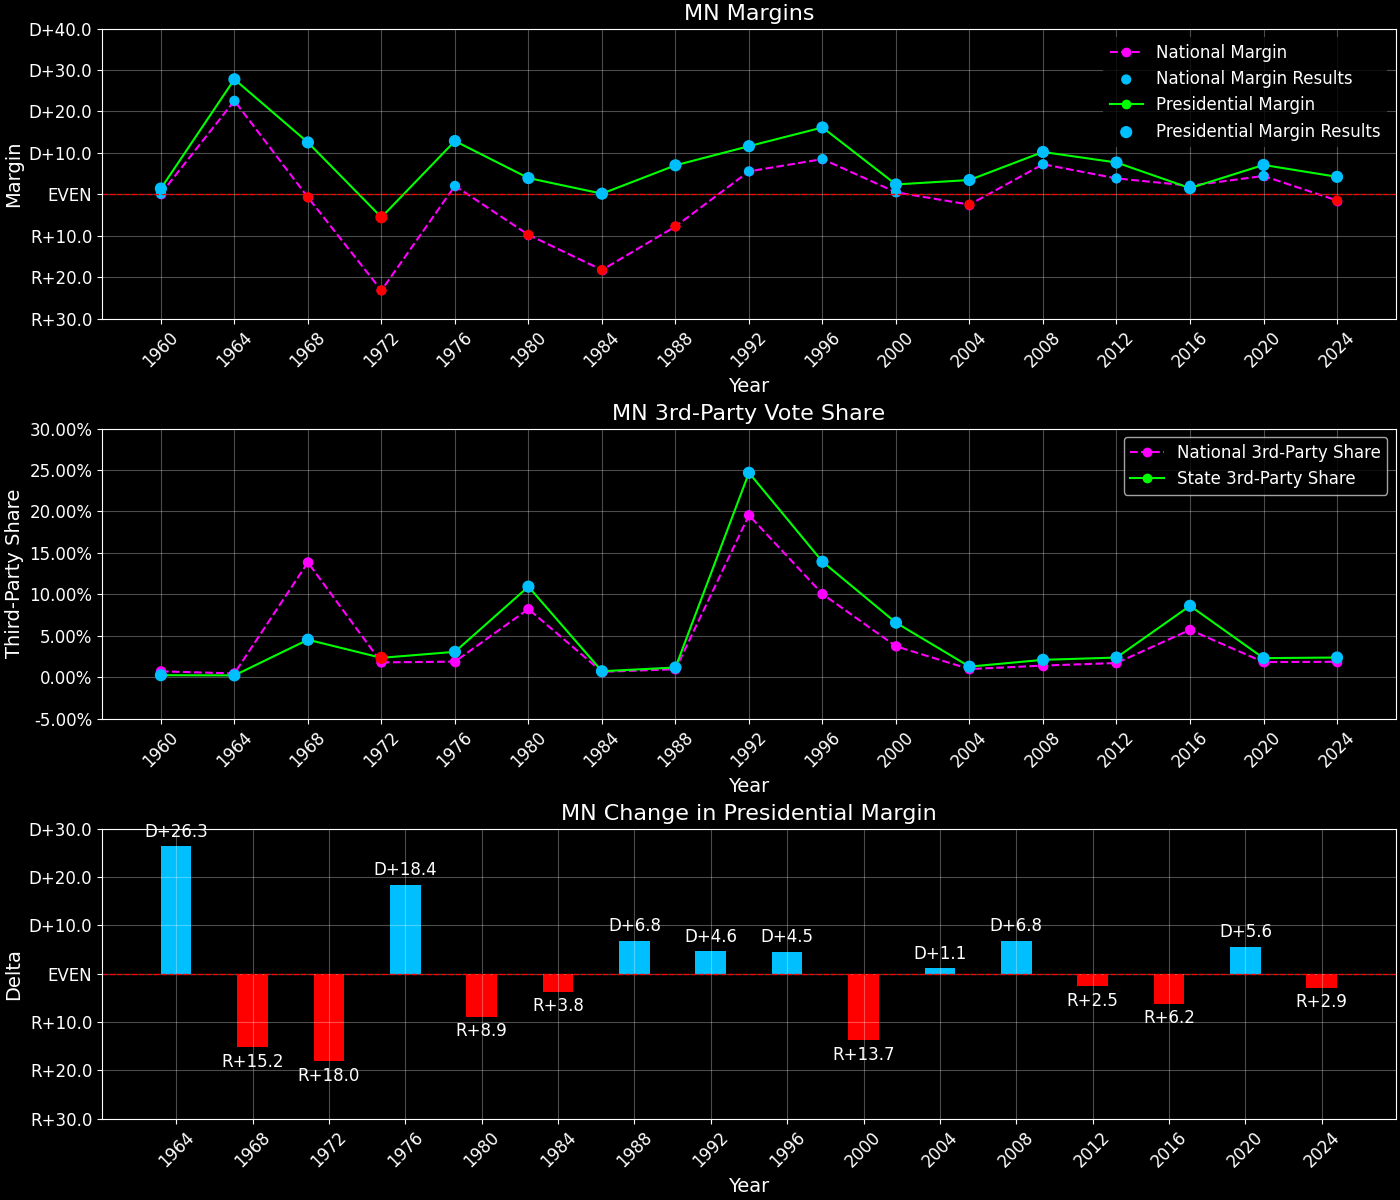 MN Margins
D+40.0
D+30.0
D+20.0
D+10.0
EVEN
R+10.0
R+20.0
R+30.0
Margin
National Margin
National Margin Results
Presidential Margin
Presidential Margin Results
1960 1964 1968 1972 1976 1980 1984 1988 1992 1996 2000 2004 2008 2012 2016 2020 2024
Year
MN 3rd-Party Vote Share
30.00%
25.00%
20.00%
15.00%
10.00%
5.00%
0.00%
-5.00%
Third-Party Share
National 3rd-Party Share
State 3rd-Party Share
1960 1964 1968 1972 1976 1980 1984 1988 1992 1996 2000 2004 2008 2012 2016 2020 2024
Year
MN Change in Presidential Margin
D+30.0
D+20.0
D+10.0
EVEN
R+10.0
R+20.0
R+30.0
Delta
D+26.3
R+15.2
R+18.0
D+18.4
R+8.9
R+3.8
D+6.8
D+4.6
D+4.5
R+13.7
D+1.1
D+6.8
R+2.5
R+6.2
D+5.6
R+2.9
1964 1968 1972 1976 1980 1984 1988 1992 1996 2000 2004 2008 2012 2016 2020 2024
Year